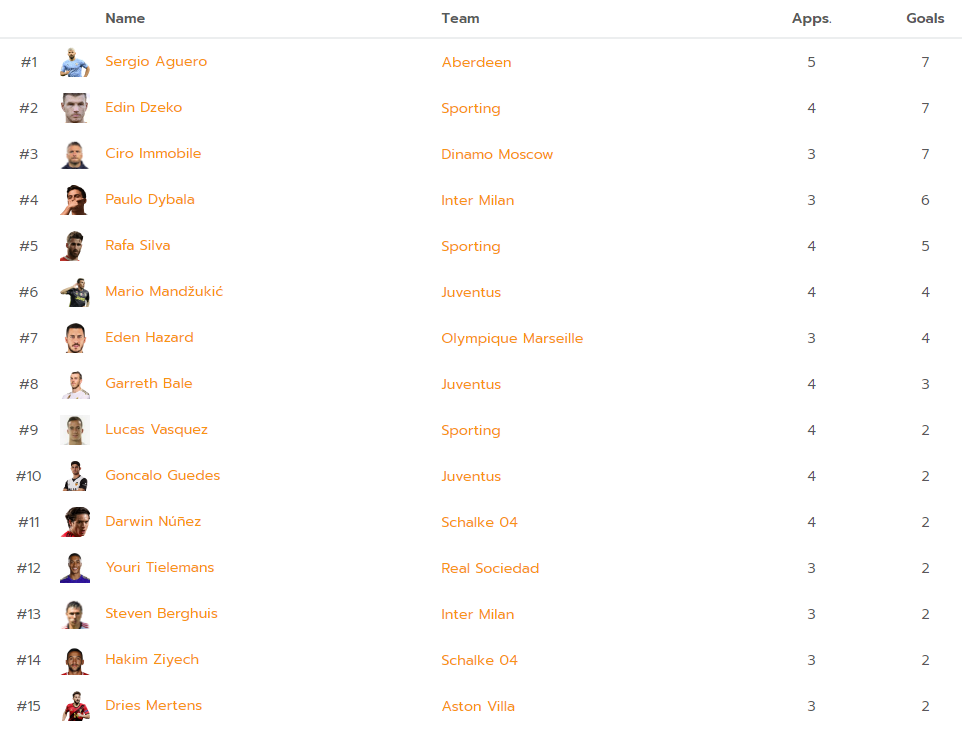 Name Team Apps. Goals
#1 Sergio Aguero Aberdeen 5 7
#2 Edin Dzeko Sporting 4 7
#3 Ciro Immobile Dinamo Moscow 3 7
#4 Paulo Dybala Inter Milan 3 6
#5 Rafa Silva Sporting 4 5
#6 Mario Mandžukić Juventus 4 4
#7 Eden Hazard Olympique Marseille 3 4
#8 Garreth Bale Juventus 4 3
#9 Lucas Vasquez Sporting 4 2
#10 Goncalo Guedes Juventus 4 2
#11 Darwin Núñez Schalke 04 4 2
#12 Youri Tielemans Real Sociedad 3 2
#13 Steven Berghuis Inter Milan 3 2
#14 Hakim Ziyech Schalke 04 3 2
#15 Dries Mertens Aston Villa 3 2